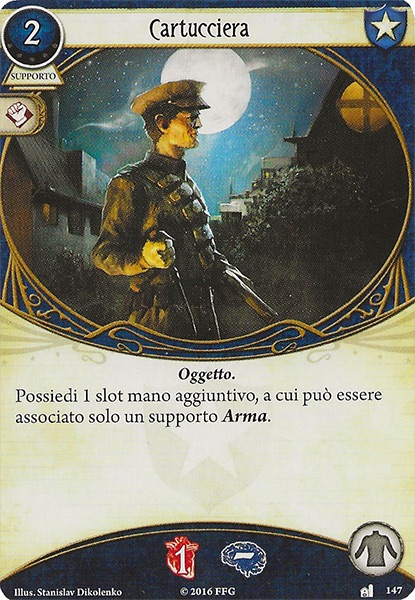 2
Cartucciera
SUPPORTO
Oggetto.
Possiedi 1 slot mano aggiuntivo, a cui può essere
associato solo un supporto Arma.
1
–
Illus. Stanislav Dikolenko
© 2016 FFG
147